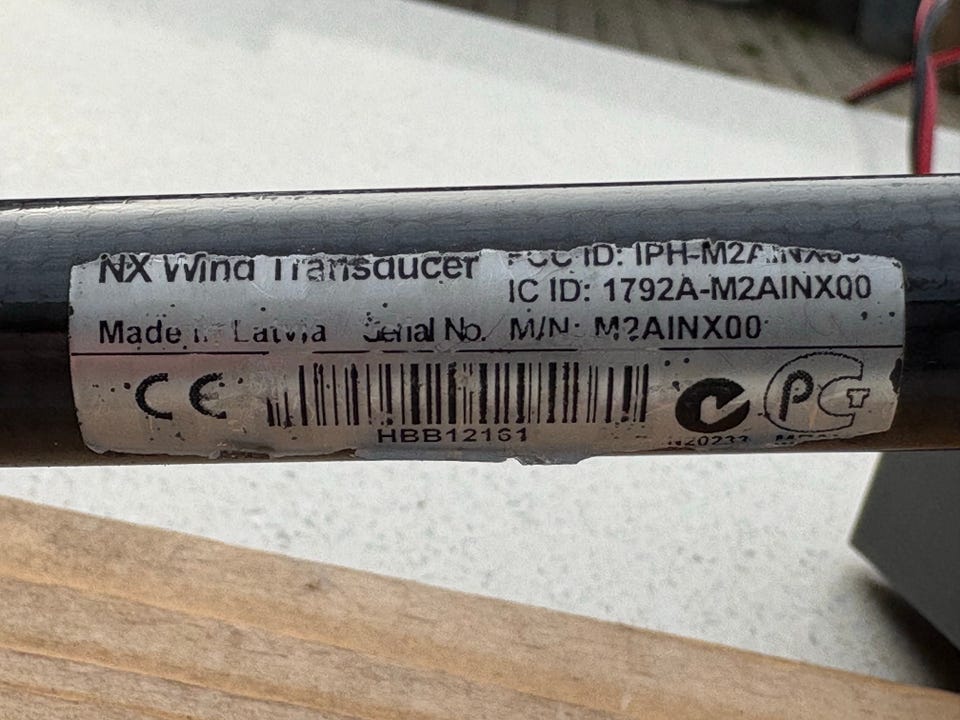 NX Wind Transducer FCC ID: IPH-M2AINX00
IC ID: 1792A-M2AINX00
Made in Latvia Serial No. M/N: M2AINX00
CE
HBB12161
N20233